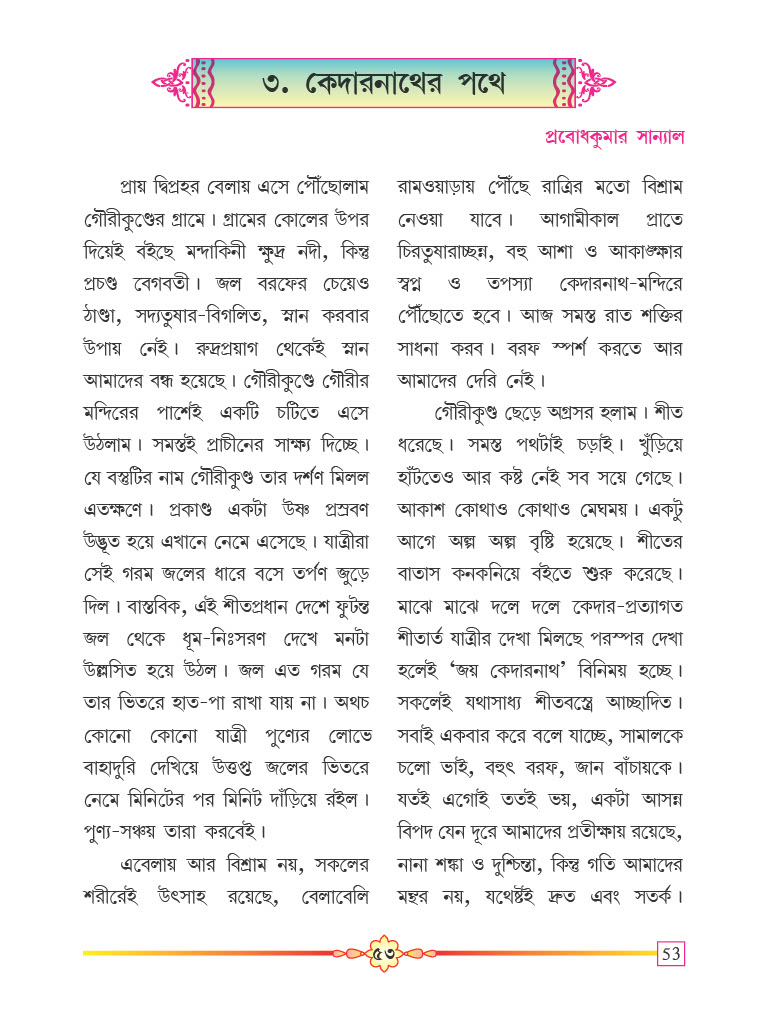 ৩. কেদারনাথের পথে
প্রবোধকুমার সান্যাল
প্রায় দ্বিপ্রহর বেলায় এসে পৌঁছোলাম
গৌরীকুণ্ডের গ্রামে। গ্রামের কোলের উপর
দিয়েই বইছে মন্দাকিনী ক্ষুদ্র নদী, কিন্তু
প্রচণ্ড বেগবতী। জল বরফের চেয়েও
ঠাণ্ডা, সদ্যতুষার-বিগলিত, স্নান করবার
উপায় নেই। রুদ্রপ্রয়াগ থেকেই স্নান
আমাদের বন্ধ হয়েছে। গৌরীকুণ্ডে গৌরীর
মন্দিরের পাশেই একটি চটিতে এসে
উঠলাম। সমস্তই প্রাচীনের সাক্ষ্য দিচ্ছে।
যে বস্তুটির নাম গৌরীকুণ্ড তার দর্শণ মিলল
এতক্ষণে। প্রকাণ্ড একটা উষ্ণ প্রস্রবণ
উদ্ভূত হয়ে এখানে নেমে এসেছে। যাত্রীরা
সেই গরম জলের ধারে বসে তর্পণ জুড়ে
দিল। বাস্তবিক, এই শীতপ্রধান দেশে ফুটন্ত
জল থেকে ধূম-নিঃসরণ দেখে মনটা
উল্লসিত হয়ে উঠল। জল এত গরম যে
তার ভিতরে হাত-পা রাখা যায় না। অথচ
কোনো কোনো যাত্রী পুণ্যের লোভে
বাহাদুরি দেখিয়ে উত্তপ্ত জলের ভিতরে
নেমে মিনিটের পর মিনিট দাঁড়িয়ে রইল।
পুণ্য-সঞ্চয় তারা করবেই।
এবেলায় আর বিশ্রাম নয়, সকলের
শরীরেই উৎসাহ রয়েছে, বেলাবেলি
রামওয়াড়ায় পৌঁছে রাত্রির মতো বিশ্রাম
নেওয়া যাবে। আগামীকাল প্রাতে
চিরতুষারাচ্ছন্ন, বহু আশা ও আকাঙ্ক্ষার
স্বপ্ন ও তপস্যা কেদারনাথ-মন্দিরে
পৌঁছোতে হবে। আজ সমস্ত রাত শক্তির
সাধনা করব। বরফ স্পর্শ করতে আর
আমাদের দেরি নেই।
গৌরীকুণ্ড ছেড়ে অগ্রসর হলাম। শীত
ধরেছে। সমস্ত পথটাই চড়াই। খুঁড়িয়ে
হাঁটতেও আর কষ্ট নেই সব সয়ে গেছে।
আকাশ কোথাও কোথাও মেঘময়। একটু
আগে অল্প অল্প বৃষ্টি হয়েছে। শীতের
বাতাস কনকনিয়ে বইতে শুরু করেছে।
মাঝে মাঝে দলে দলে কেদার-প্রত্যাগত
শীতার্ত যাত্রীর দেখা মিলছে পরস্পর দেখা
হলেই ‘জয় কেদারনাথ’ বিনিময় হচ্ছে।
সকলেই যথাসাধ্য শীতবস্ত্রে আচ্ছাদিত।
সবাই একবার করে বলে যাচ্ছে, সামালকে
চলো ভাই, বহুৎ বরফ, জান বাঁচায়কে।
যতই এগোই ততই ভয়, একটা আসন্ন
বিপদ যেন দূরে আমাদের প্রতীক্ষায় রয়েছে,
নানা শঙ্কা ও দুশ্চিন্তা, কিন্তু গতি আমাদের
মন্থর নয়, যথেষ্টই দ্রুত এবং সতর্ক।
৫৩
53